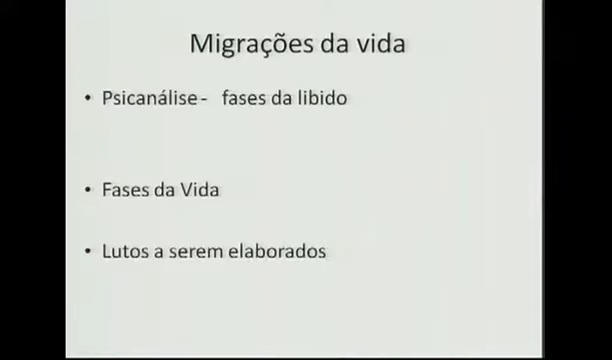 Migrações da vida
• Psicanálise - fases da libido
• Fases da Vida
• Lutos a serem elaborados